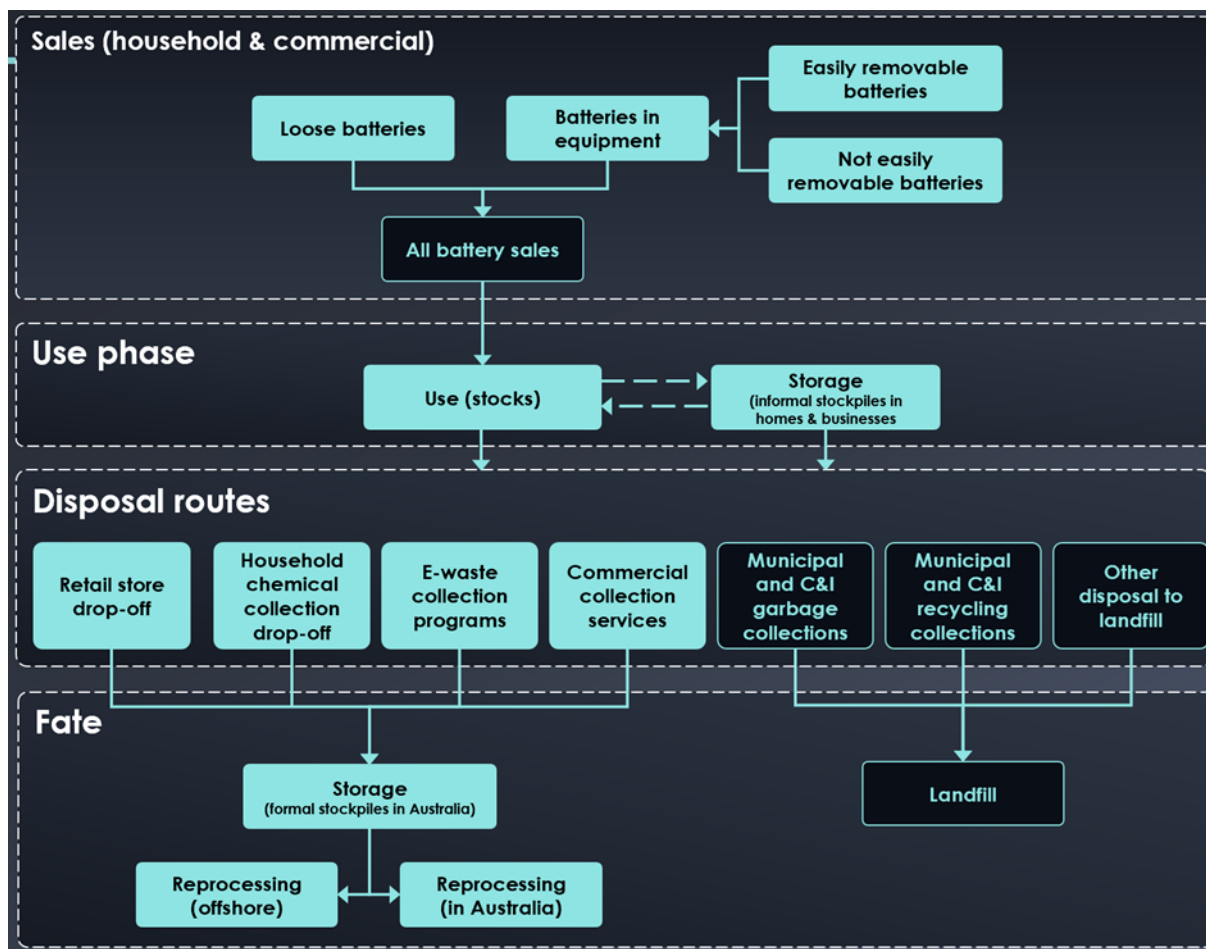 Sales (household & commercial)
Easily removable
batteries
Loose batteries
Batteries in
equipment
Not easily
removable batteries
All battery sales
Use phase
Use (stocks)
Storage
(informal stockpiles in
homes & businesses
Disposal routes
Retail store
drop-off
Household
chemical
collection
drop-off
E-waste
collection
programs
Commercial
collection
services
Municipal
and C&I
garbage
collections
Municipal
and C&I
recycling
collections
Other
disposal to
landfill
Fate
Storage
(formal stockpiles in Australia)
Landfill
Reprocessing
(offshore)
Reprocessing
(in Australia)